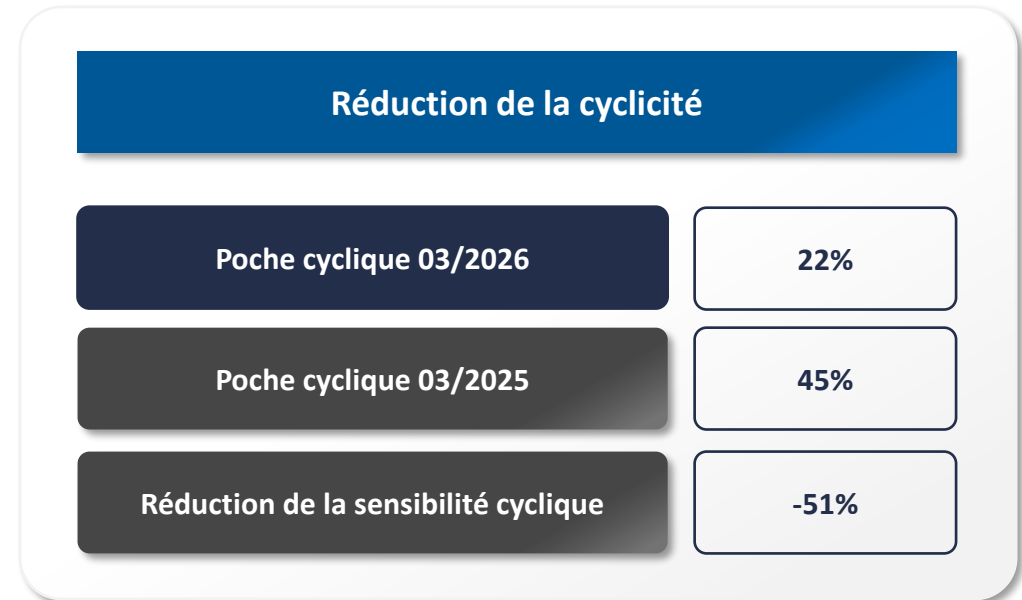 Réduction de la cyclicité
Poche cyclique 03/2026
22%
Poche cyclique 03/2025
45%
Réduction de la sensibilité cyclique
-51%